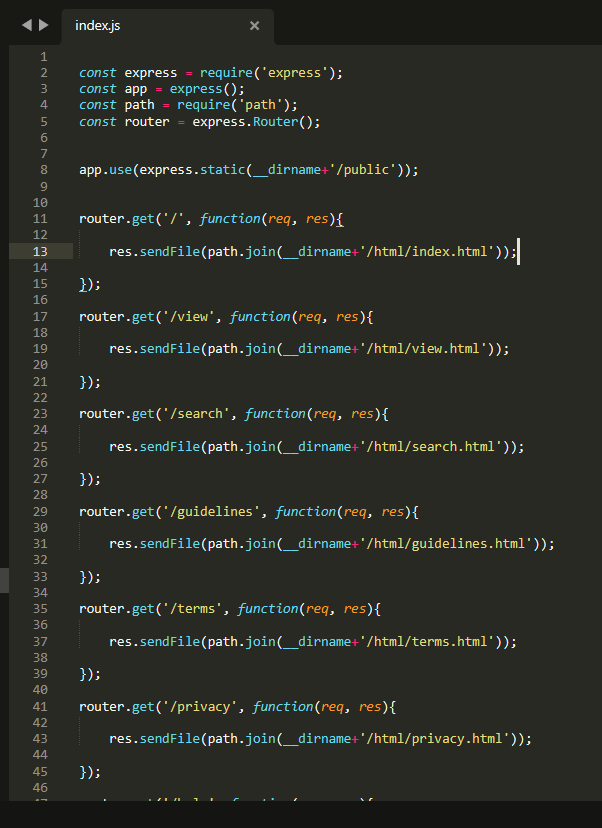 index.js
1
2 const express = require('express');
3 const app = express();
4 const path = require('path');
5 const router = express.Router();
6
7
8 app.use(express.static(__dirname+'/public'));
9
10
11 router.get('/', function(req, res){
12
13 res.sendFile(path.join(__dirname+'/html/index.html'));
14
15 });
16
17 router.get('/view', function(req, res){
18
19 res.sendFile(path.join(__dirname+'/html/view.html'));
20
21 });
22
23 router.get('/search', function(req, res){
24
25 res.sendFile(path.join(__dirname+'/html/search.html'));
26
27 });
28
29 router.get('/guidelines', function(req, res){
30
31 res.sendFile(path.join(__dirname+'/html/guidelines.html'));
32
33 });
34
35 router.get('/terms', function(req, res){
36
37 res.sendFile(path.join(__dirname+'/html/terms.html'));
38
39 });
40
41 router.get('/privacy', function(req, res){
42
43 res.sendFile(path.join(__dirname+'/html/privacy.html'));
44
45 });
46